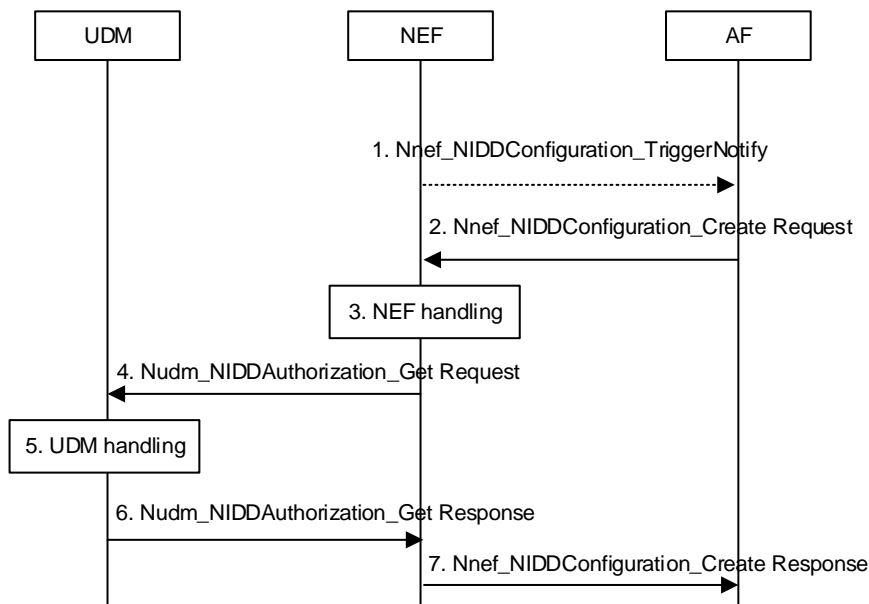 UDM
NEF
AF
1. Nnef_NIDDConfiguration_TriggerNotify
2. Nnef_NIDDConfiguration_Create Request
3. NEF handling
4. Nudm_NIDDAuthorization_Get Request
5. UDM handling
6. Nudm_NIDDAuthorization_Get Response
7. Nnef_NIDDConfiguration_Create Response